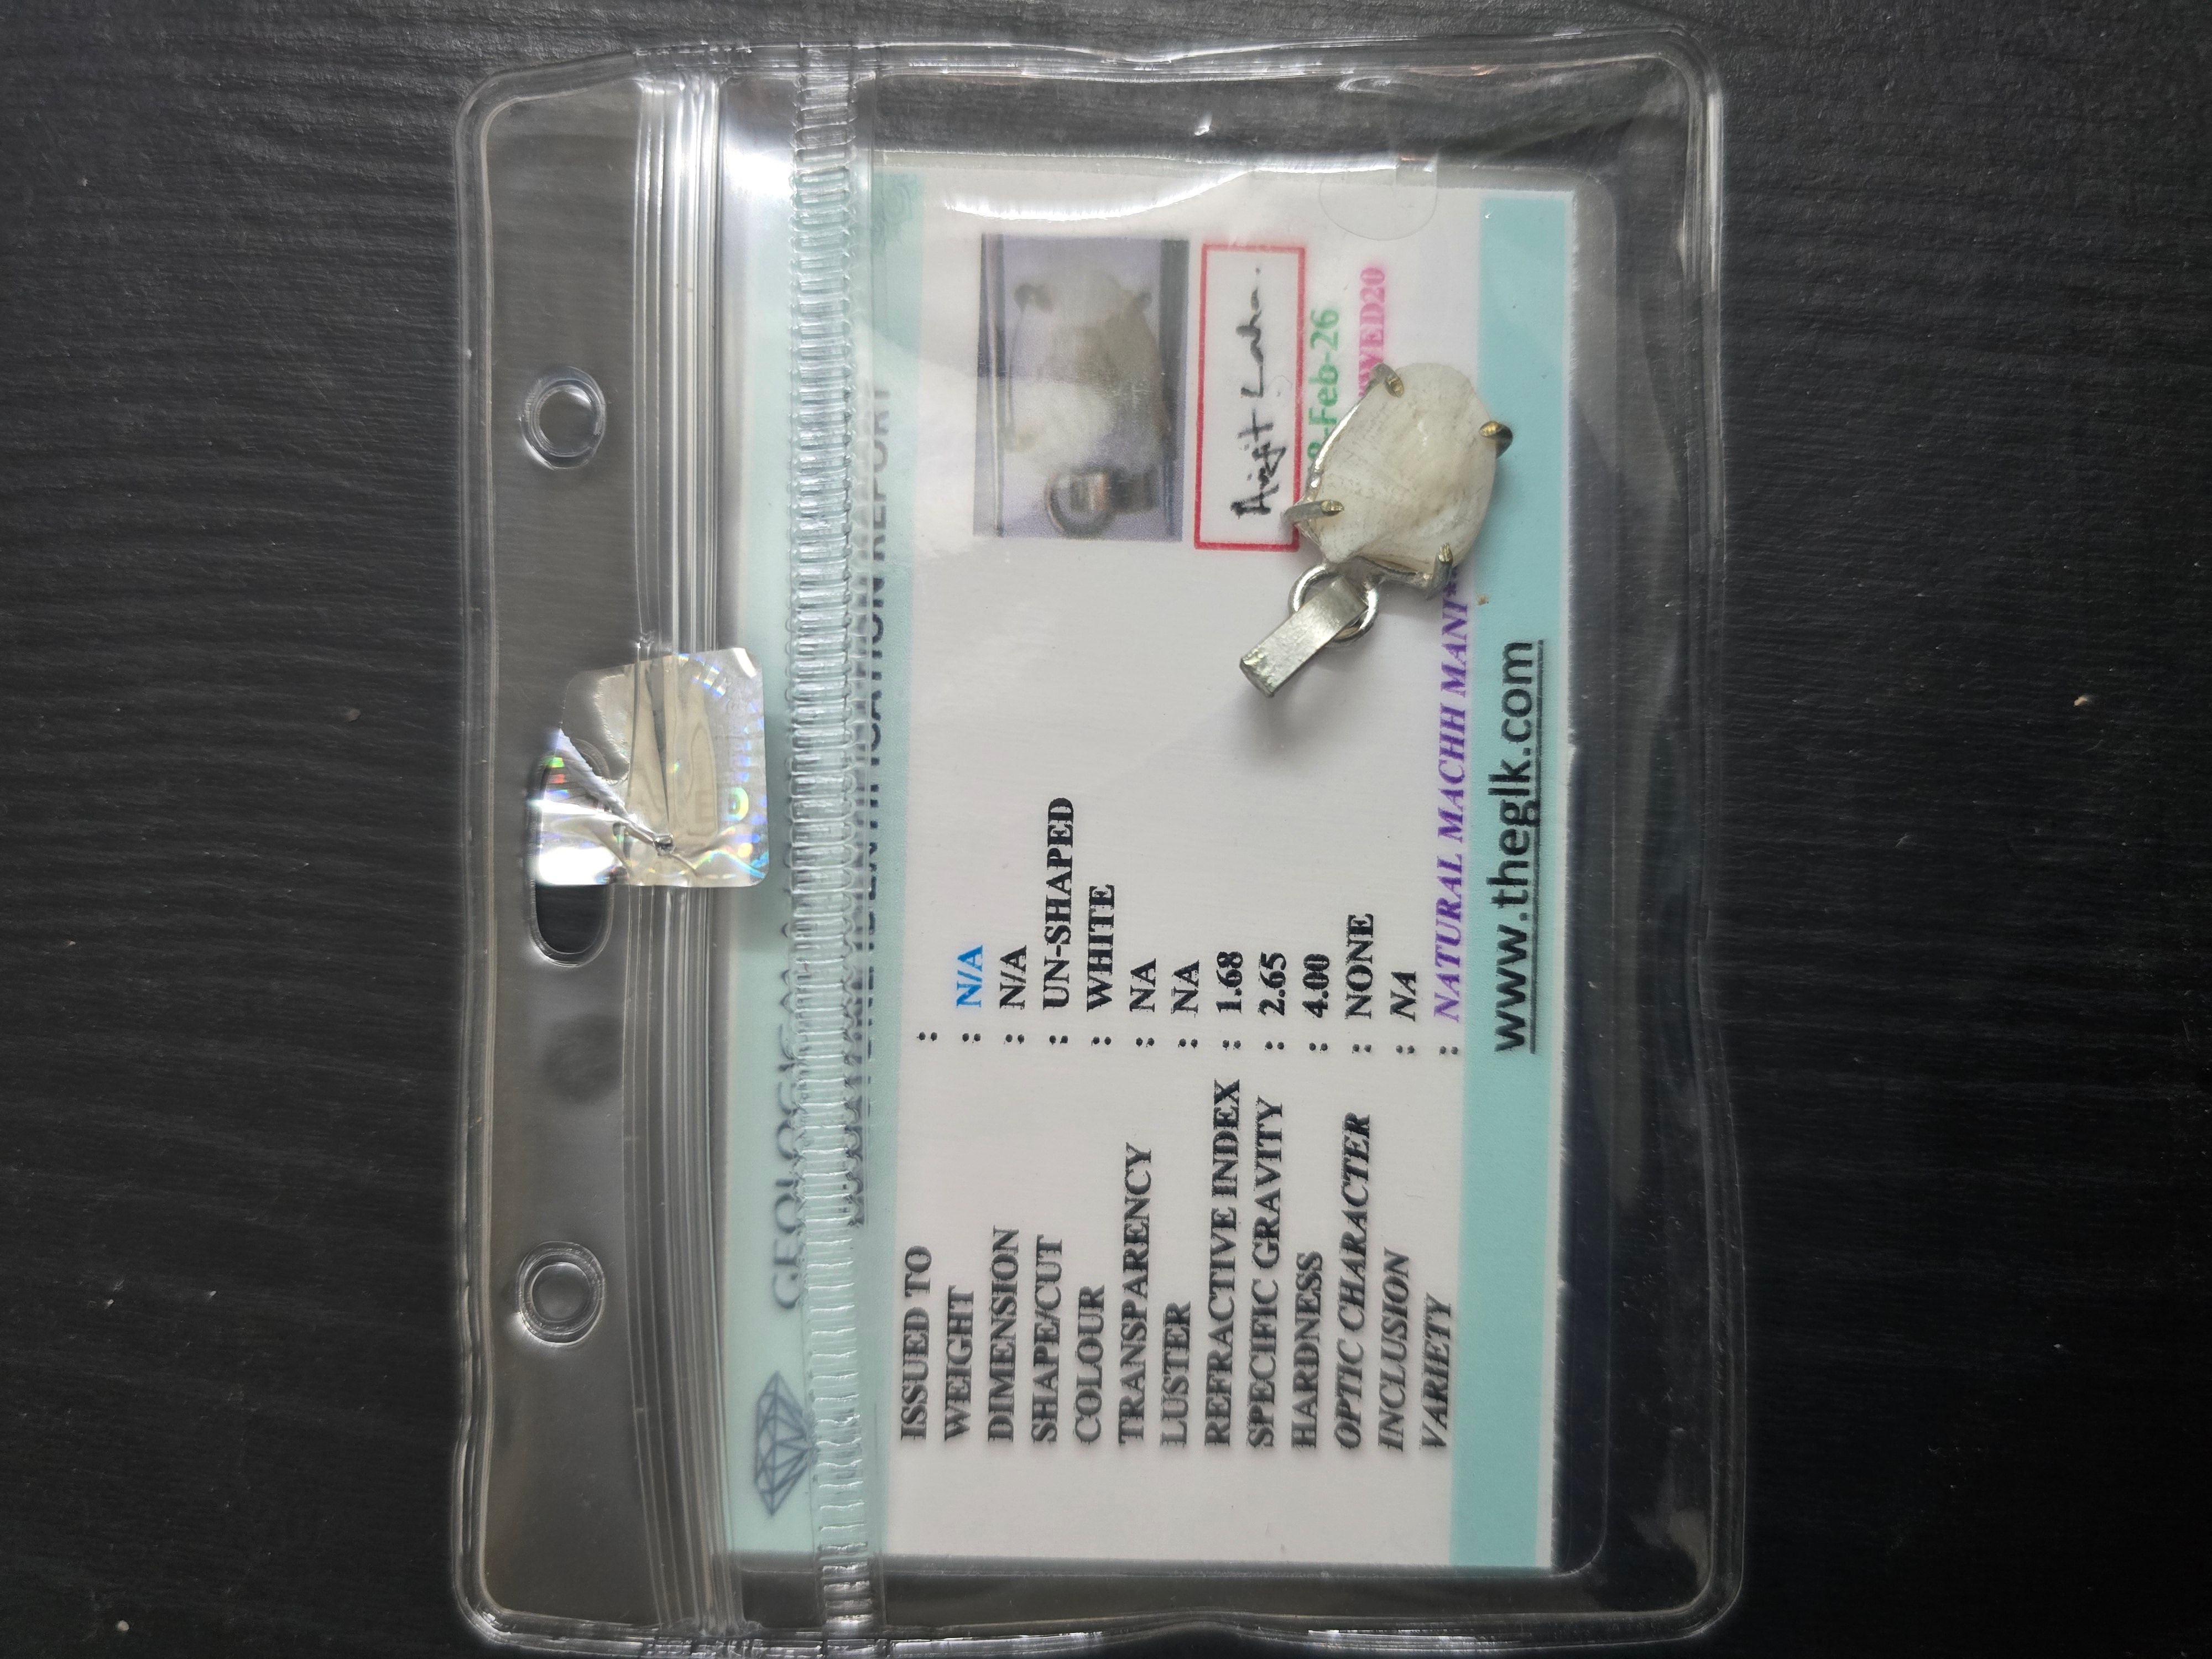 GEOLOGICAL
IDENTIFICATION REPORT
ISSUED TO :
WEIGHT : N/A
DIMENSION : N/A
SHAPE/CUT : UN-SHAPED
COLOUR : WHITE
TRANSPARENCY : NA
LUSTER : NA
REFRACTIVE INDEX : 1.68
SPECIFIC GRAVITY : 2.65
HARDNESS : 4.00
OPTIC CHARACTER : NONE
INCLUSION : NA
VARIETY : NATURAL MACHH MANI
-Feb-26
www.theglk.com